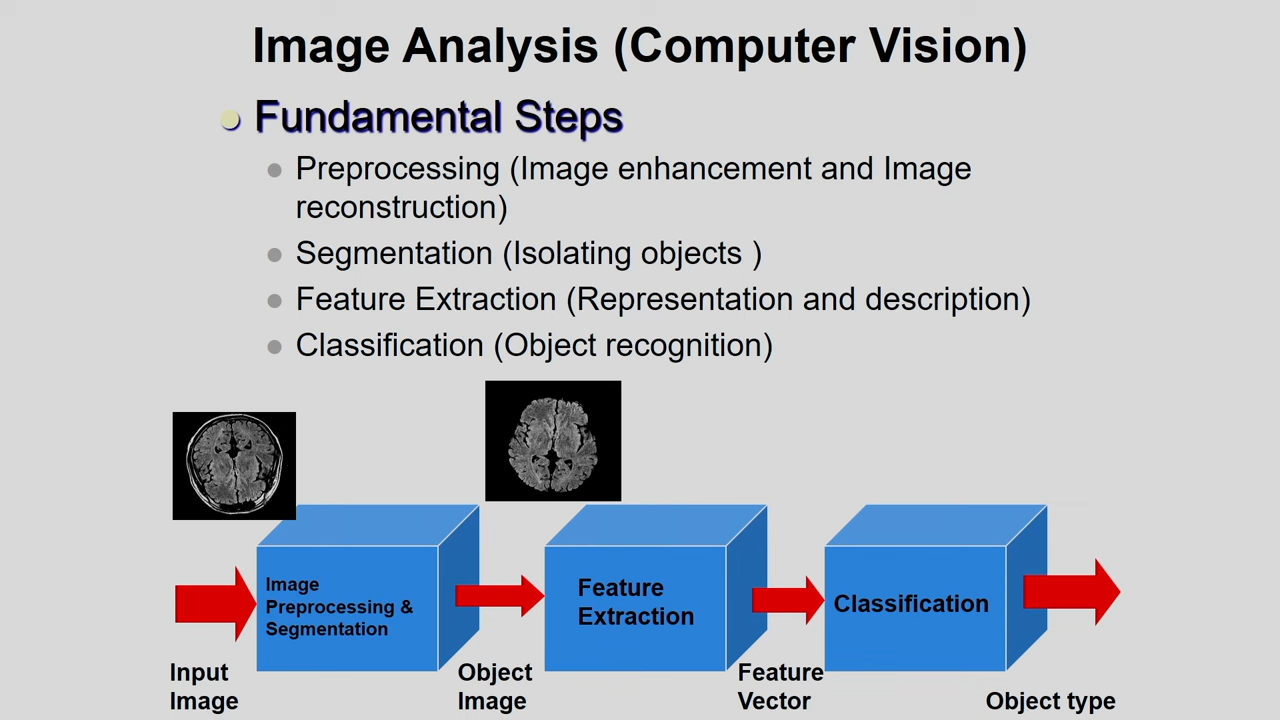 Image Analysis (Computer Vision)
Fundamental Steps
Preprocessing (Image enhancement and Image
reconstruction)
Segmentation (Isolating objects )
Feature Extraction (Representation and description)
Classification (Object recognition)
Image
Preprocessing &
Segmentation
Feature
Extraction
Classification
Input
Image
Object
Image
Feature
Vector
Object type